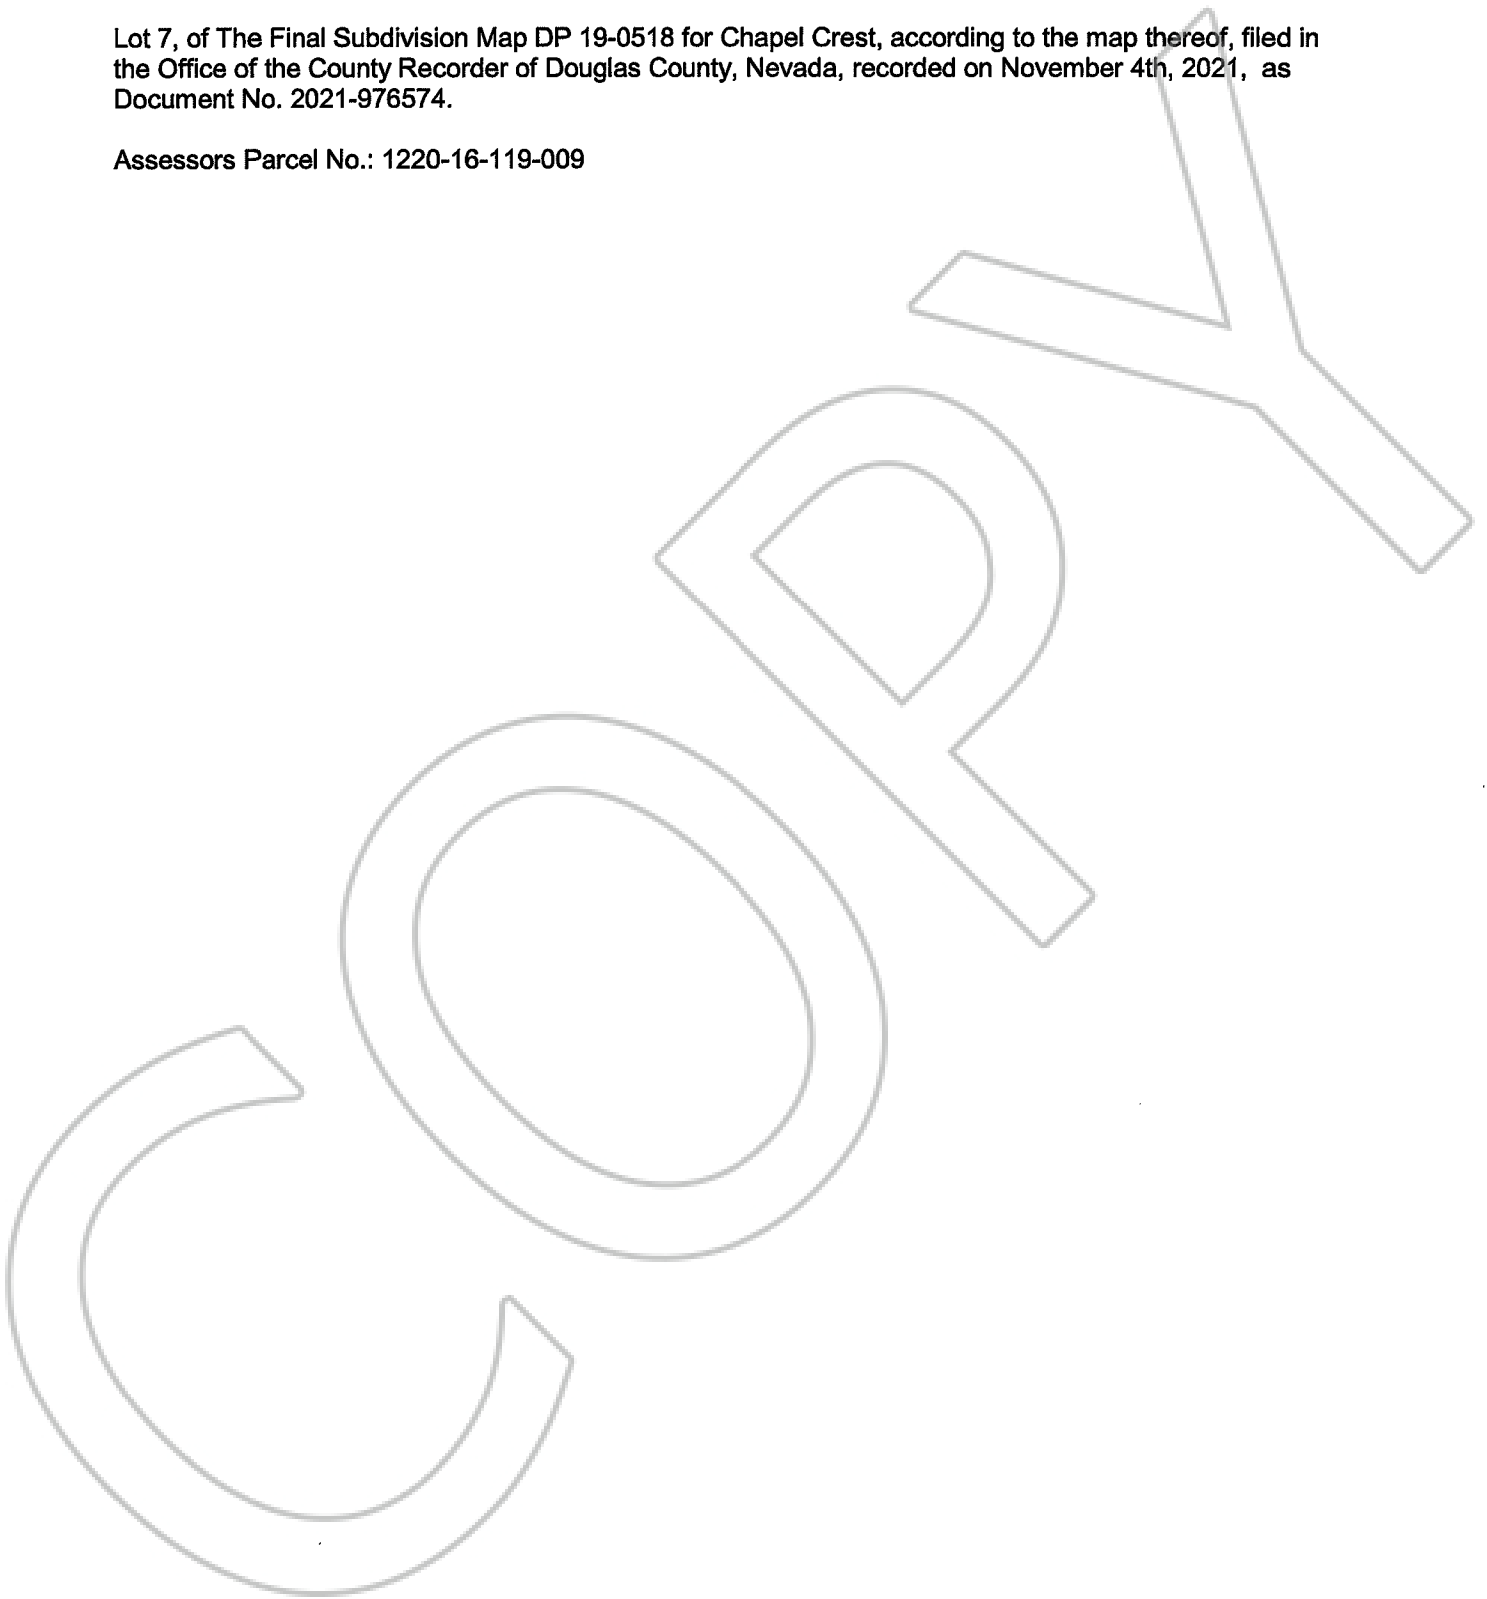 Lot 7, of The Final Subdivision Map DP 19-0518 for Chapel Crest, according to the map thereof, filed in
the Office of the County Recorder of Douglas County, Nevada, recorded on November 4th, 2021, as
Document No. 2021-976574.
Assessors Parcel No.: 1220-16-119-009
COPY